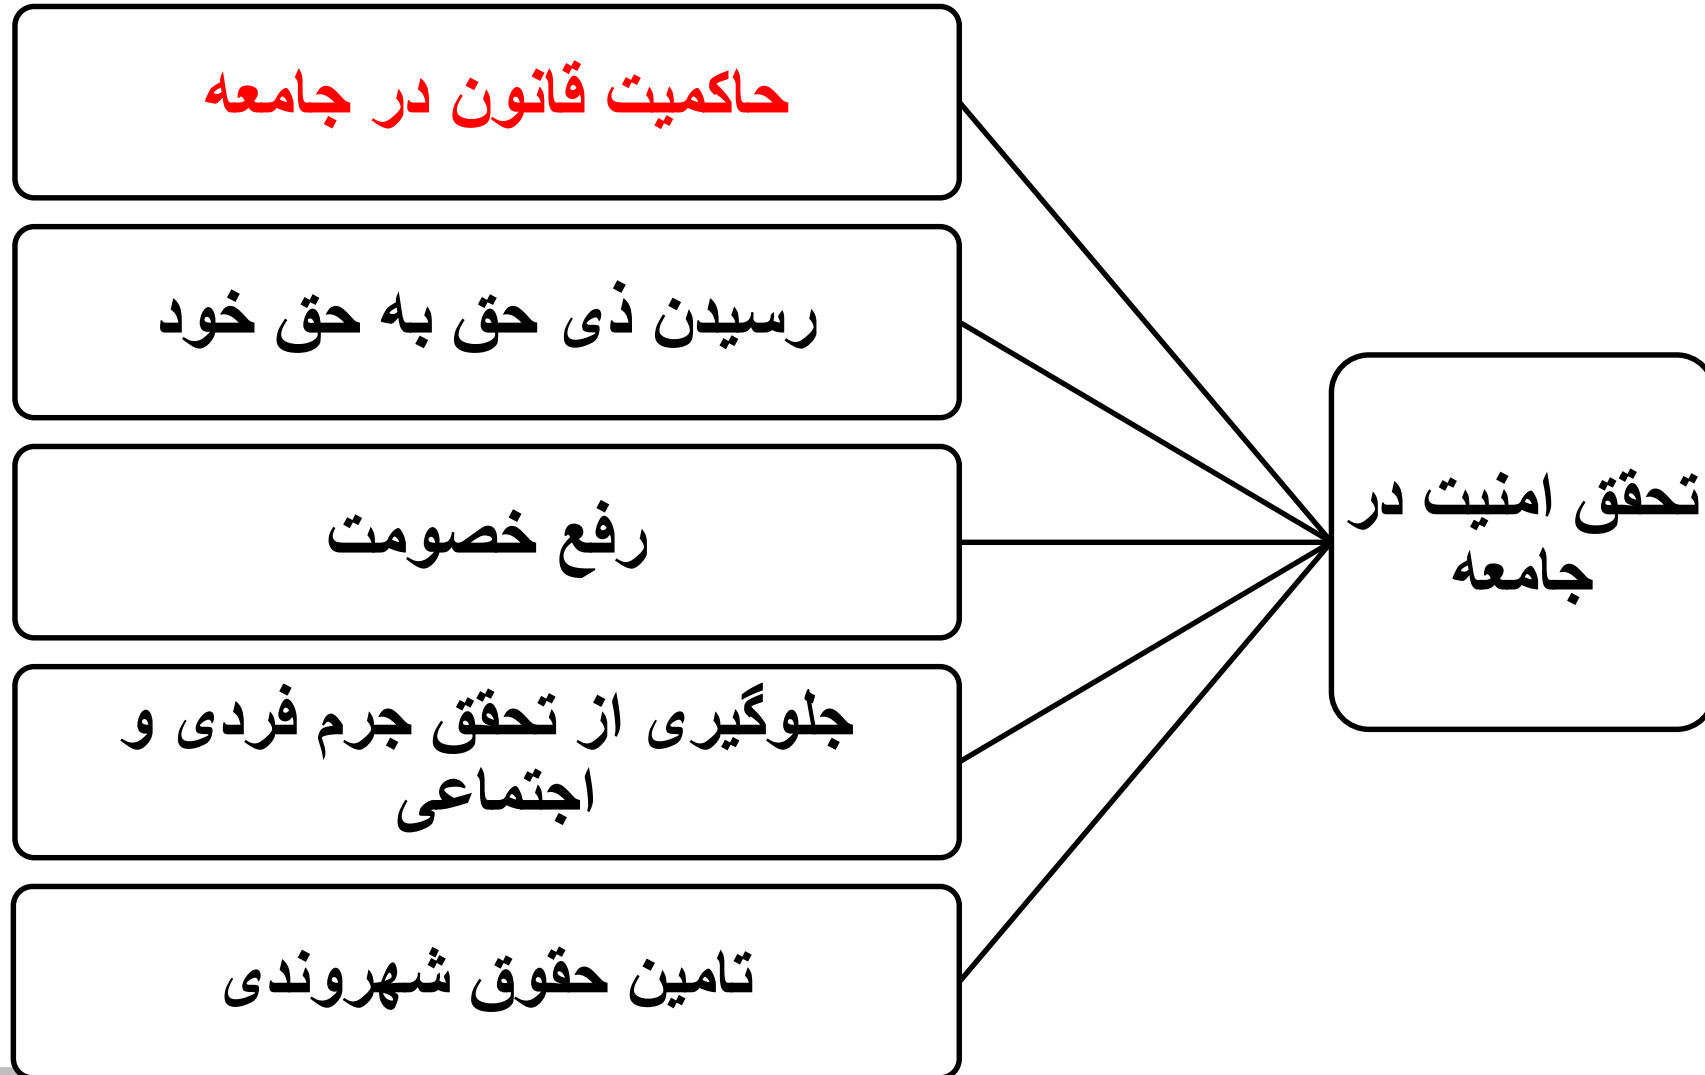 تحقق امنیت در
جامعه
حاکمیت قانون در جامعه
رسیدن ذی حق به حق خود
رفع خصومت
جلوگیری از تحقق جرم فردی و
اجتماعی
تامین حقوق شهروندی